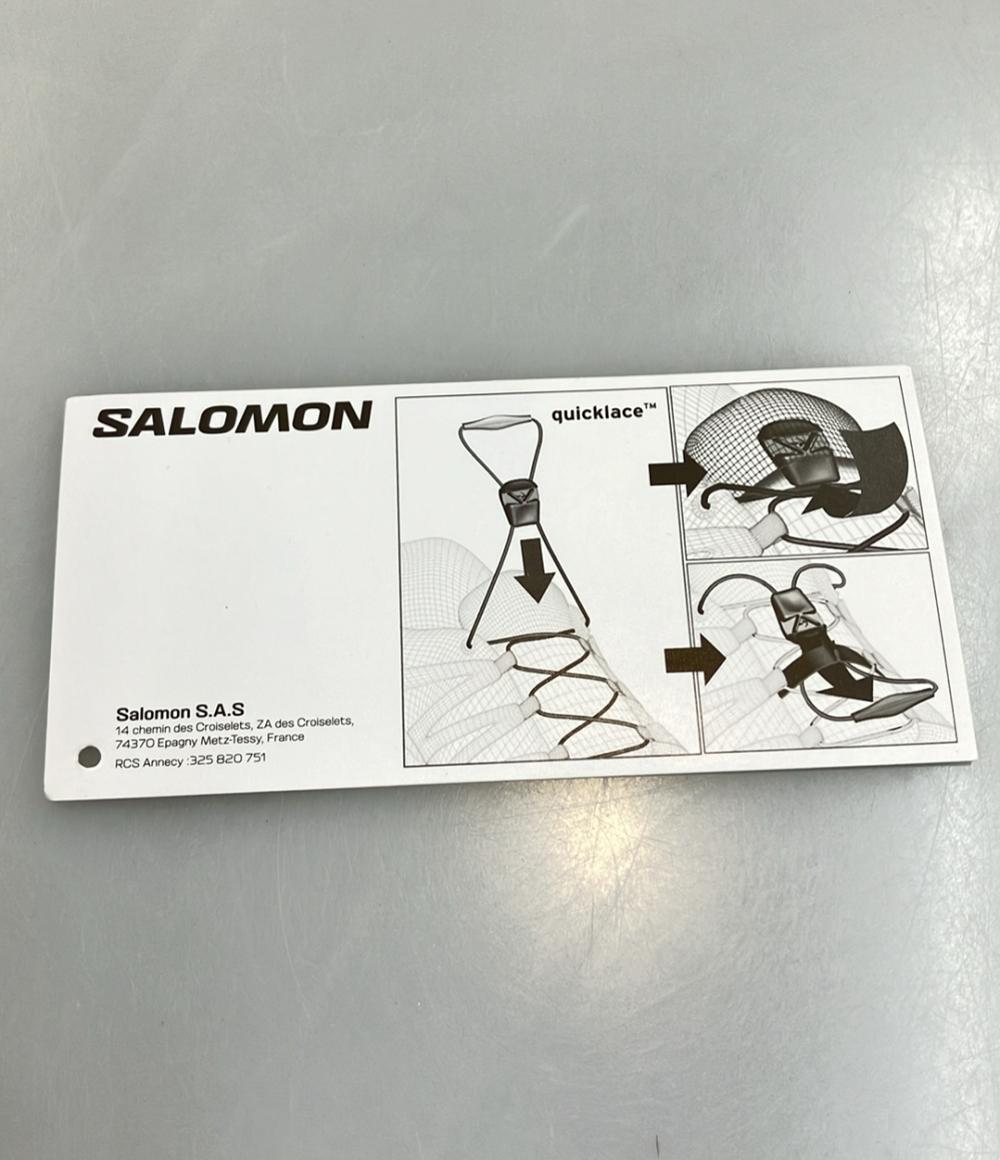 SALOMON
quicklace™
Salomon S.A.S
14 chemin des Croiselets, ZA des Croiselets,
74370 Epagny Metz-Tessy, France
RCS Annecy :325 820 751